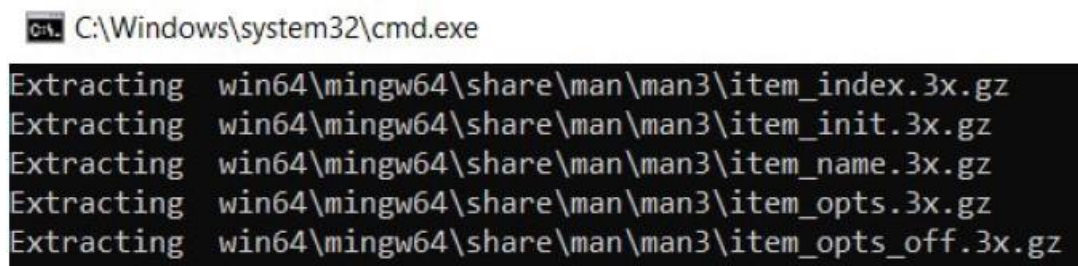 C:\Windows\system32\cmd.exe
Extracting  win64\mingw64\share\man\man3\item_index.3x.gz
Extracting  win64\mingw64\share\man\man3\item_init.3x.gz
Extracting  win64\mingw64\share\man\man3\item_name.3x.gz
Extracting  win64\mingw64\share\man\man3\item_opts.3x.gz
Extracting  win64\mingw64\share\man\man3\item_opts_off.3x.gz